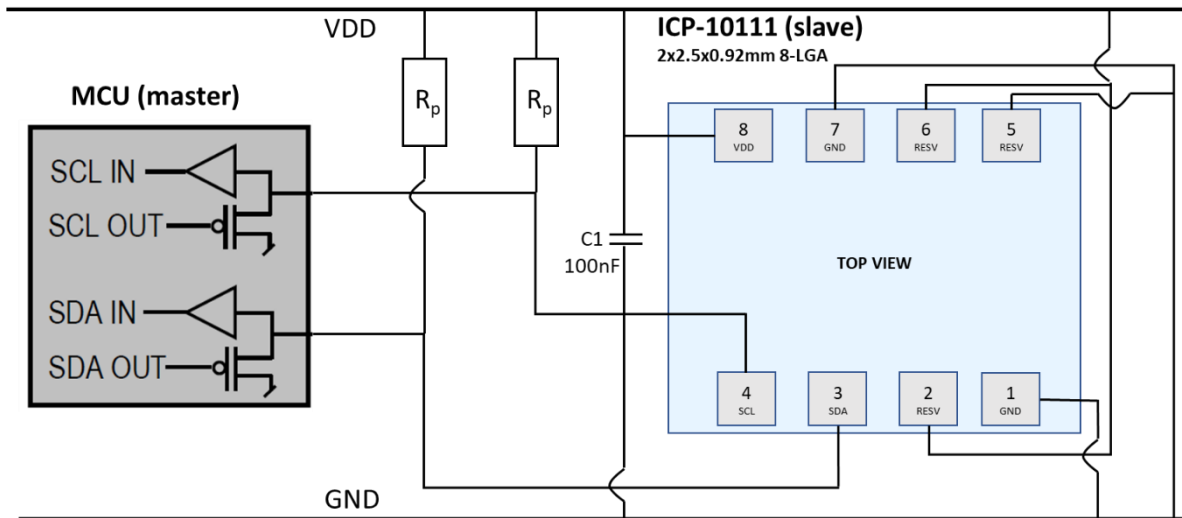 VDD
ICP-10111 (slave)
2x2.5x0.92mm 8-LGA
MCU (master)
Rp
Rp
SCL IN
SCL OUT
SDA IN
SDA OUT
C1
100nF
8
VDD
7
GND
6
RESV
5
RESV
TOP VIEW
4
SCL
3
SDA
2
RESV
1
GND
GND